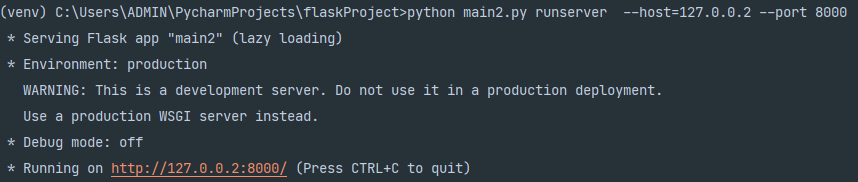 (venv) C:\Users\ADMIN\PycharmProjects\flaskProject>python main2.py runserver  --host=127.0.0.2 --port 8000
 * Serving Flask app "main2" (lazy loading)
 * Environment: production
   WARNING: This is a development server. Do not use it in a production deployment.
   Use a production WSGI server instead.
 * Debug mode: off
 * Running on http://127.0.0.2:8000/ (Press CTRL+C to quit)